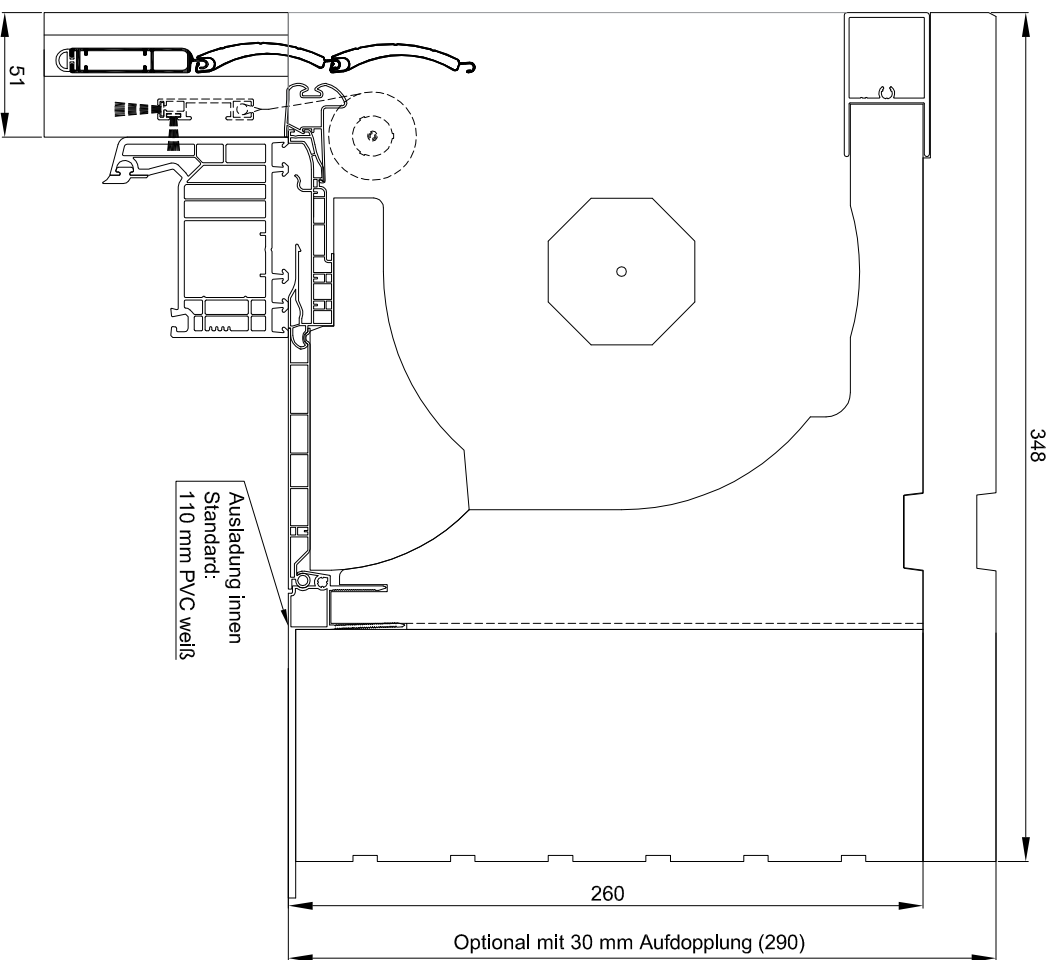 51
348
Ausladung innen
Standard:
110 mm PVC weiß
260
Optional mit 30 mm Aufdopplung (290)